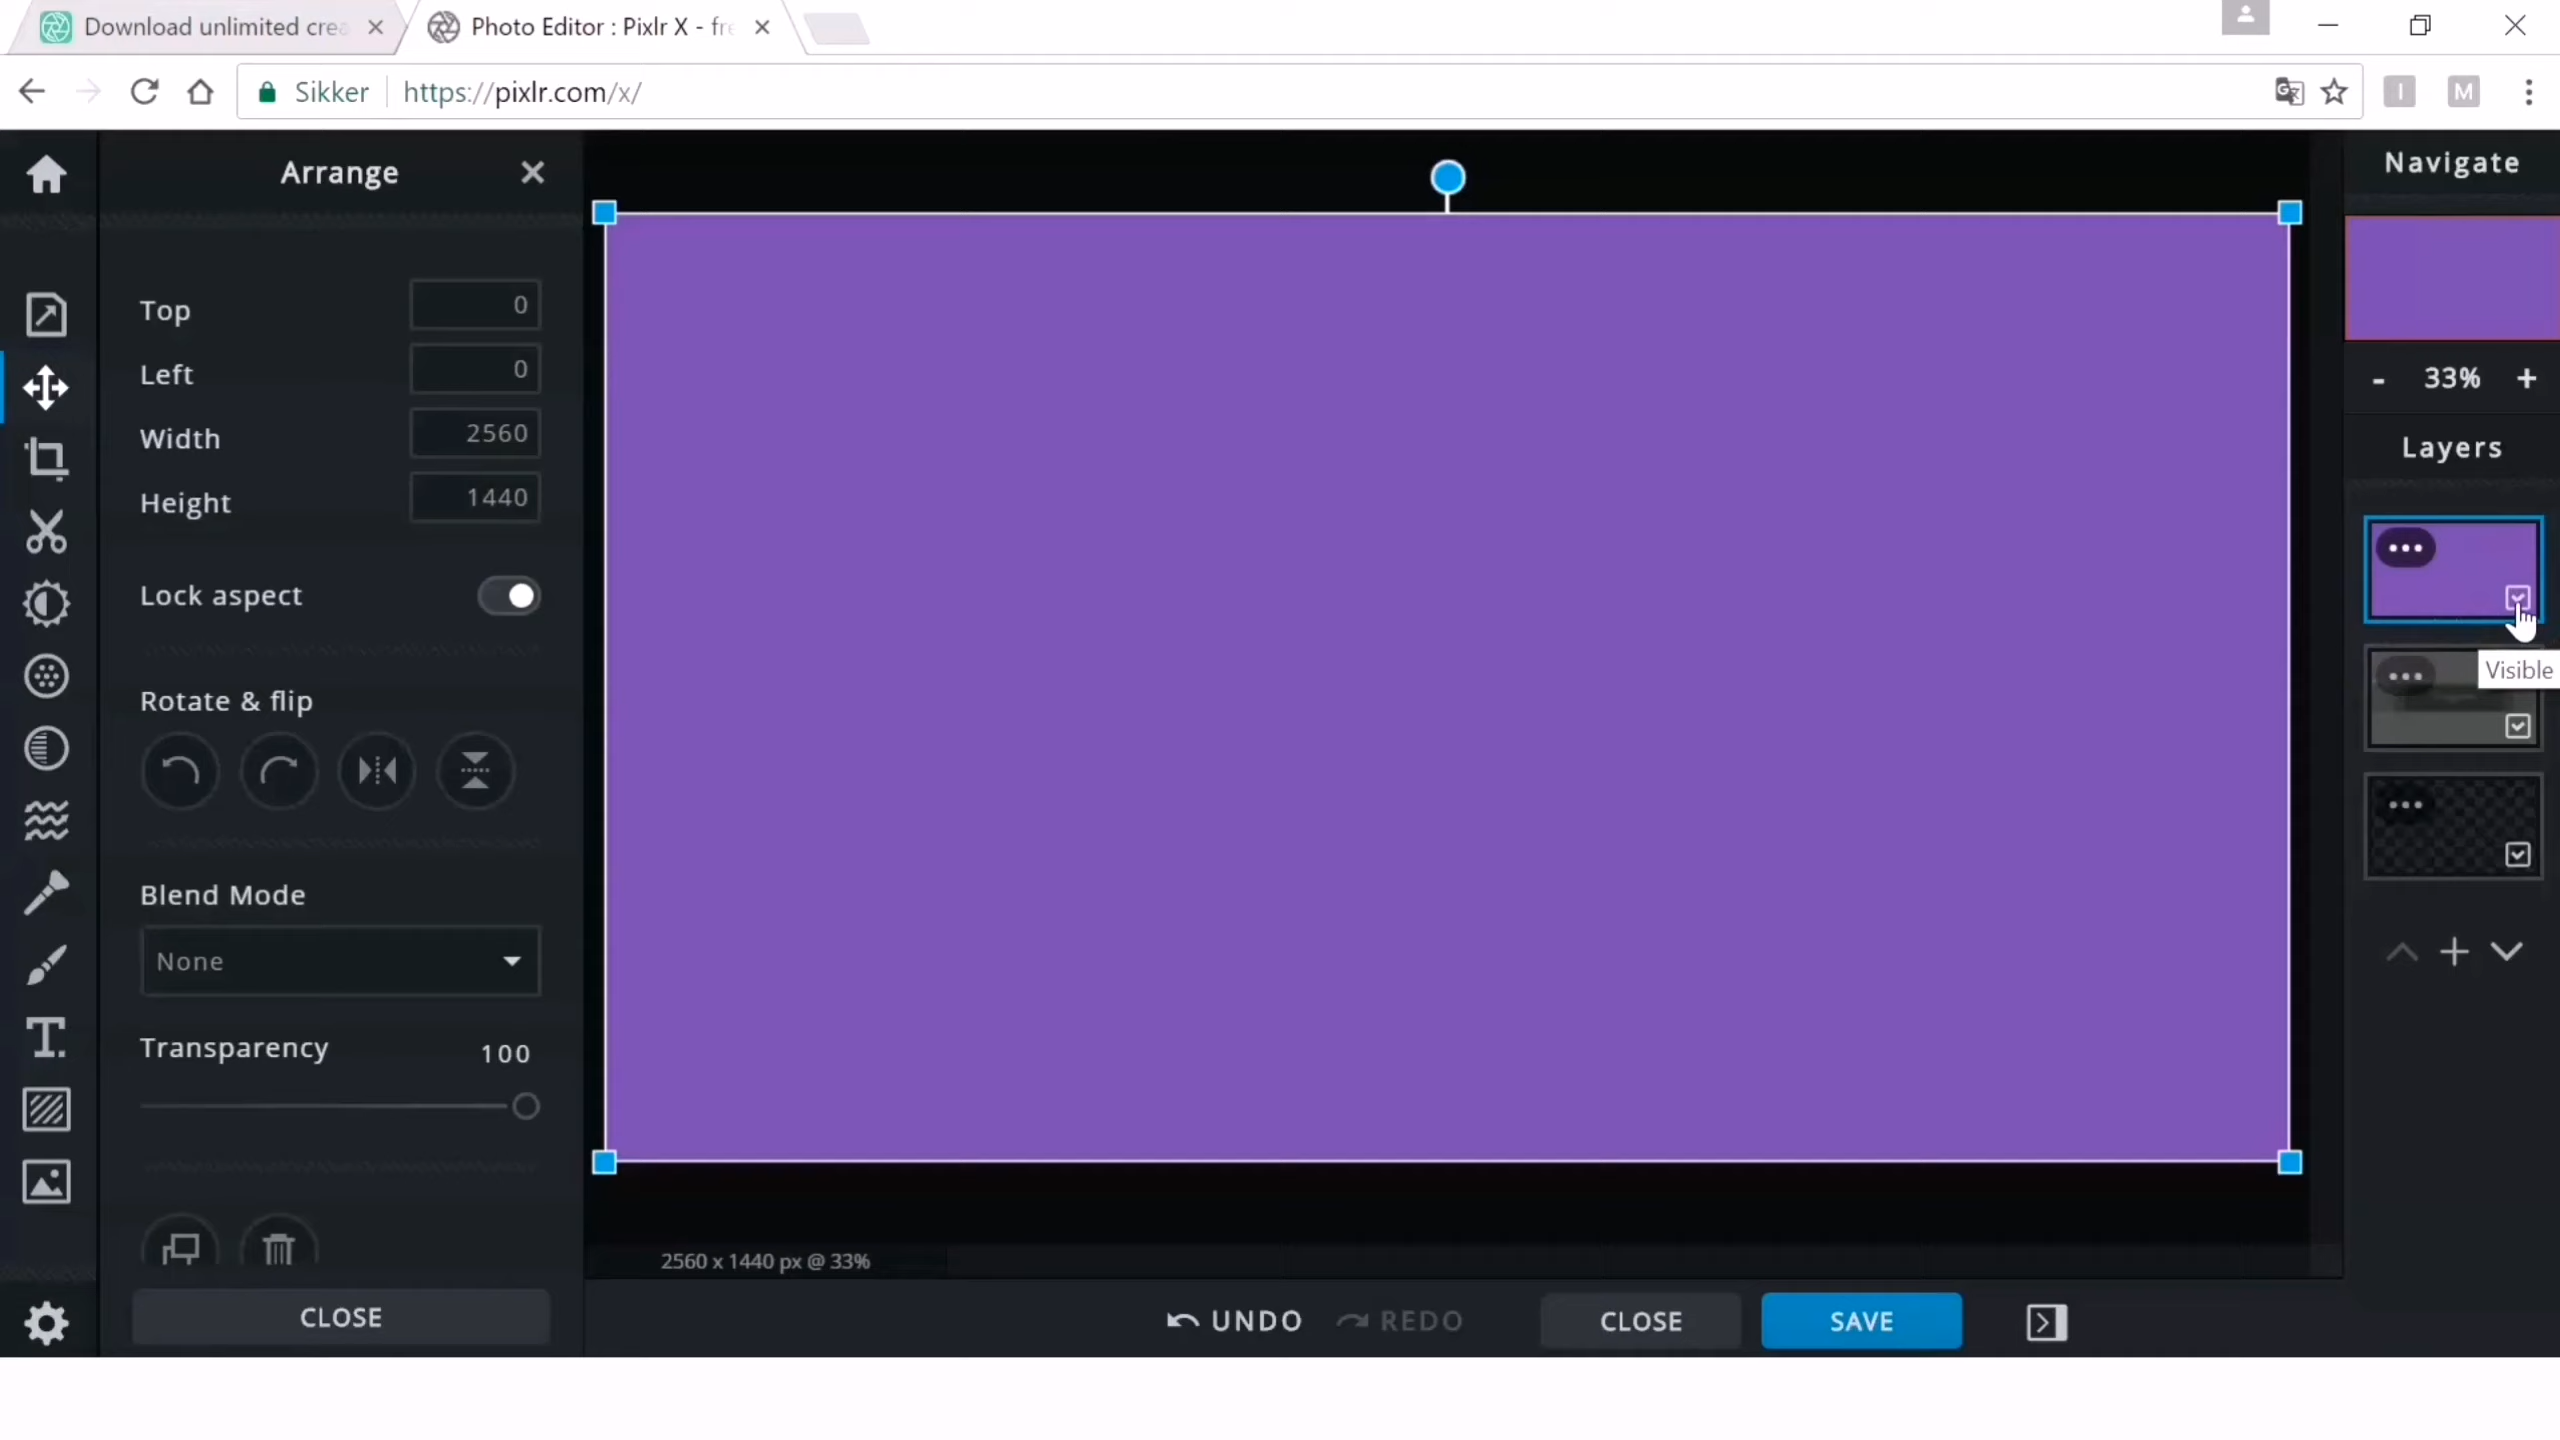 Download unlimited crea
Photo Editor : Pixlr X - fre
Sikker
https://pixlr.com/x/
I
M
Arrange
Navigate
Top 0
Left 0
Width 2560
Height 1440
Lock aspect
Rotate & flip
Blend Mode
None
Transparency 100
CLOSE
2560 x 1440 px @ 33%
UNDO
REDO
CLOSE
SAVE
- 33% +
Layers
Visible
T.